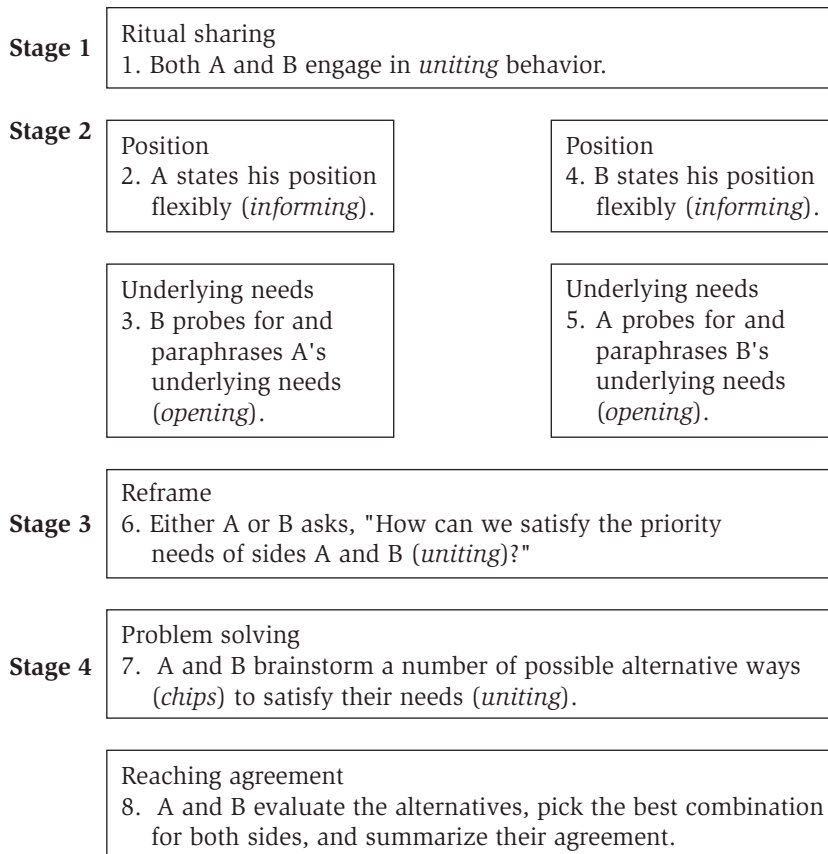 Stage 1
Ritual sharing
1. Both A and B engage in uniting behavior.
Stage 2
Position
2. A states his position
flexibly (informing).
Underlying needs
3. B probes for and
paraphrases A's
underlying needs
(opening).
Position
4. B states his position
flexibly (informing).
Underlying needs
5. A probes for and
paraphrases B's
underlying needs
(opening).
Stage 3
Reframe
6. Either A or B asks, "How can we satisfy the priority
needs of sides A and B (uniting)?"
Stage 4
Problem solving
7. A and B brainstorm a number of possible alternative ways
(chips) to satisfy their needs (uniting).
Reaching agreement
8. A and B evaluate the alternatives, pick the best combination
for both sides, and summarize their agreement.